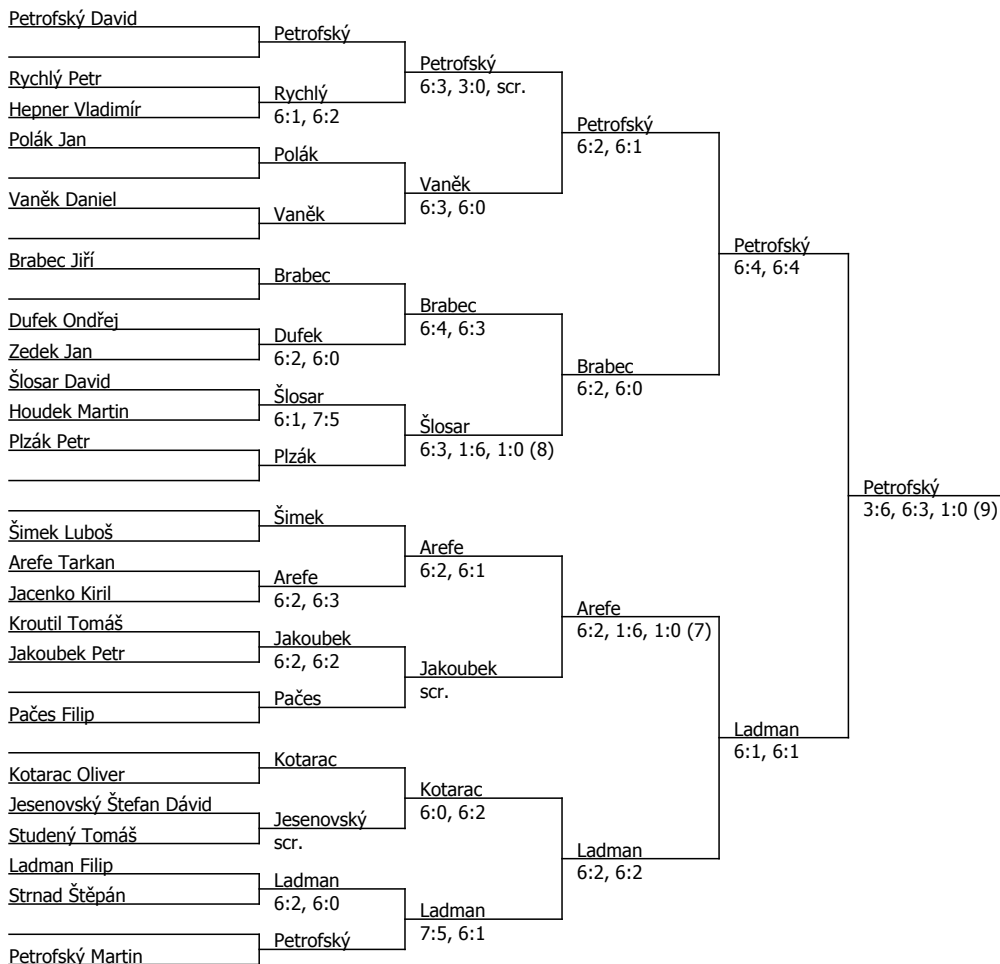 Petrofský David
Rychlý Petr
Hepner Vladimír
Polák Jan
Vaněk Daniel
Brabec Jiří
Dufek Ondřej
Zedek Jan
Šlosar David
Houdek Martin
Plzák Petr
Šimek Luboš
Arefe Tarkan
Jacenko Kiril
Kroutil Tomáš
Jakoubek Petr
Pačes Filip
Kotarac Oliver
Jesenovský Štefan Dávid
Studený Tomáš
Ladman Filip
Strnad Štěpán
Petrofský Martin
Petrofský
Rychlý
6:1, 6:2
Polák
Vaněk
Brabec
Dufek
6:2, 6:0
Šlosar
6:1, 7:5
Plzák
Šimek
Arefe
6:2, 6:3
Jakoubek
6:2, 6:2
Pačes
Kotarac
Jesenovský
scr.
Ladman
6:2, 6:0
Petrofský
Petrofský
6:3, 3:0, scr.
Vaněk
6:3, 6:0
Brabec
6:4, 6:3
Šlosar
6:3, 1:6, 1:0 (8)
Arefe
6:2, 6:1
Jakoubek
scr.
Kotarac
6:0, 6:2
Ladman
7:5, 6:1
Petrofský
6:2, 6:1
Brabec
6:2, 6:0
Arefe
6:2, 1:6, 1:0 (7)
Ladman
6:2, 6:2
Petrofský
6:4, 6:4
Ladman
6:1, 6:1
Petrofský
3:6, 6:3, 1:0 (9)